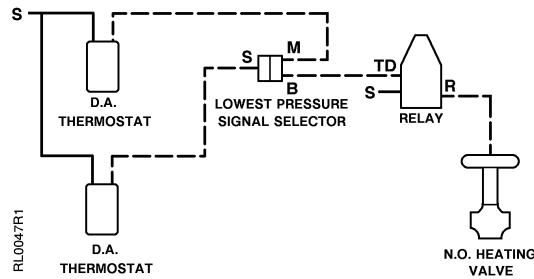 S
D.A.
THERMOSTAT
S
M
B
LOWEST PRESSURE
SIGNAL SELECTOR
TD
S
R
RELAY
D.A.
THERMOSTAT
N.O. HEATING
VALVE
RL0047R1